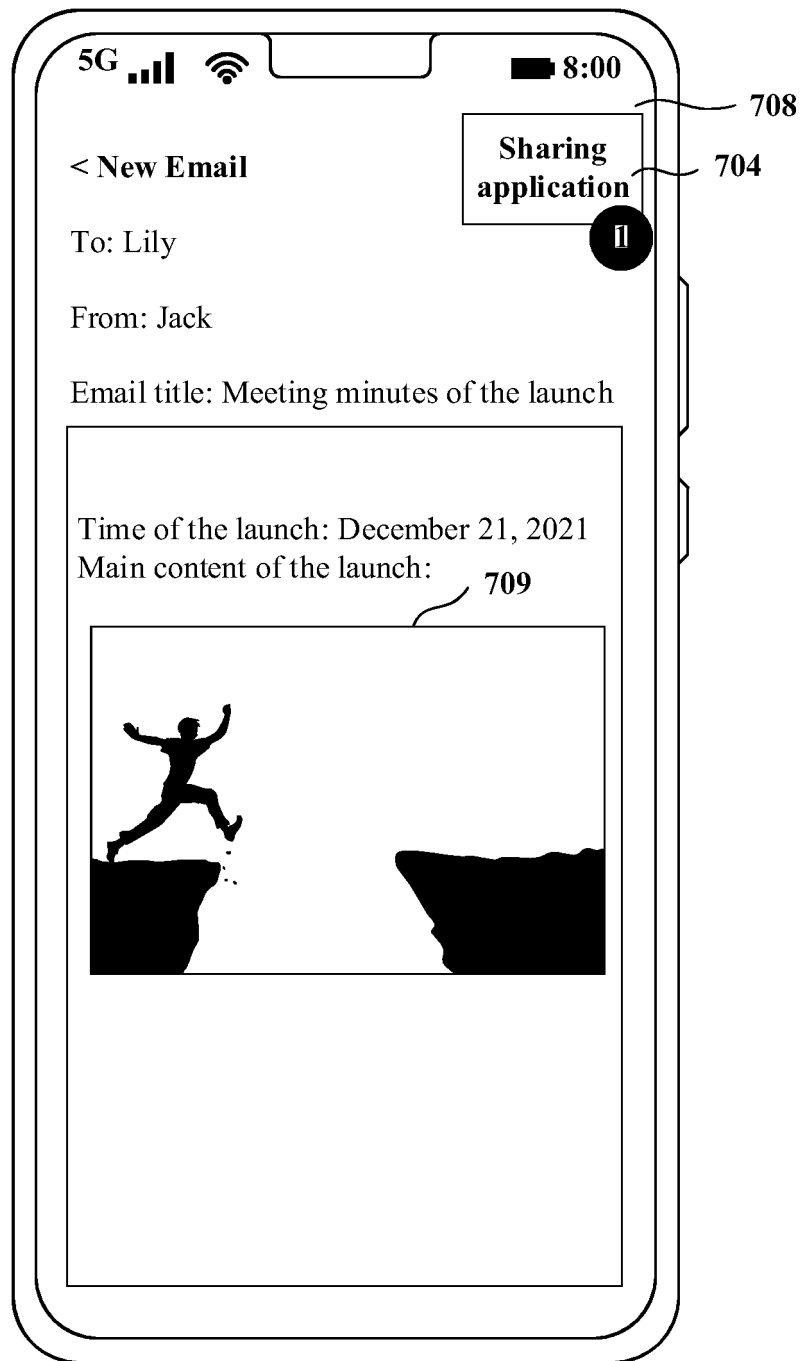 5G 8:00
708
Sharing
application
704
< New Email
1
To: Lily
From: Jack
Email title: Meeting minutes of the launch
Time of the launch: December 21, 2021
Main content of the launch:
709